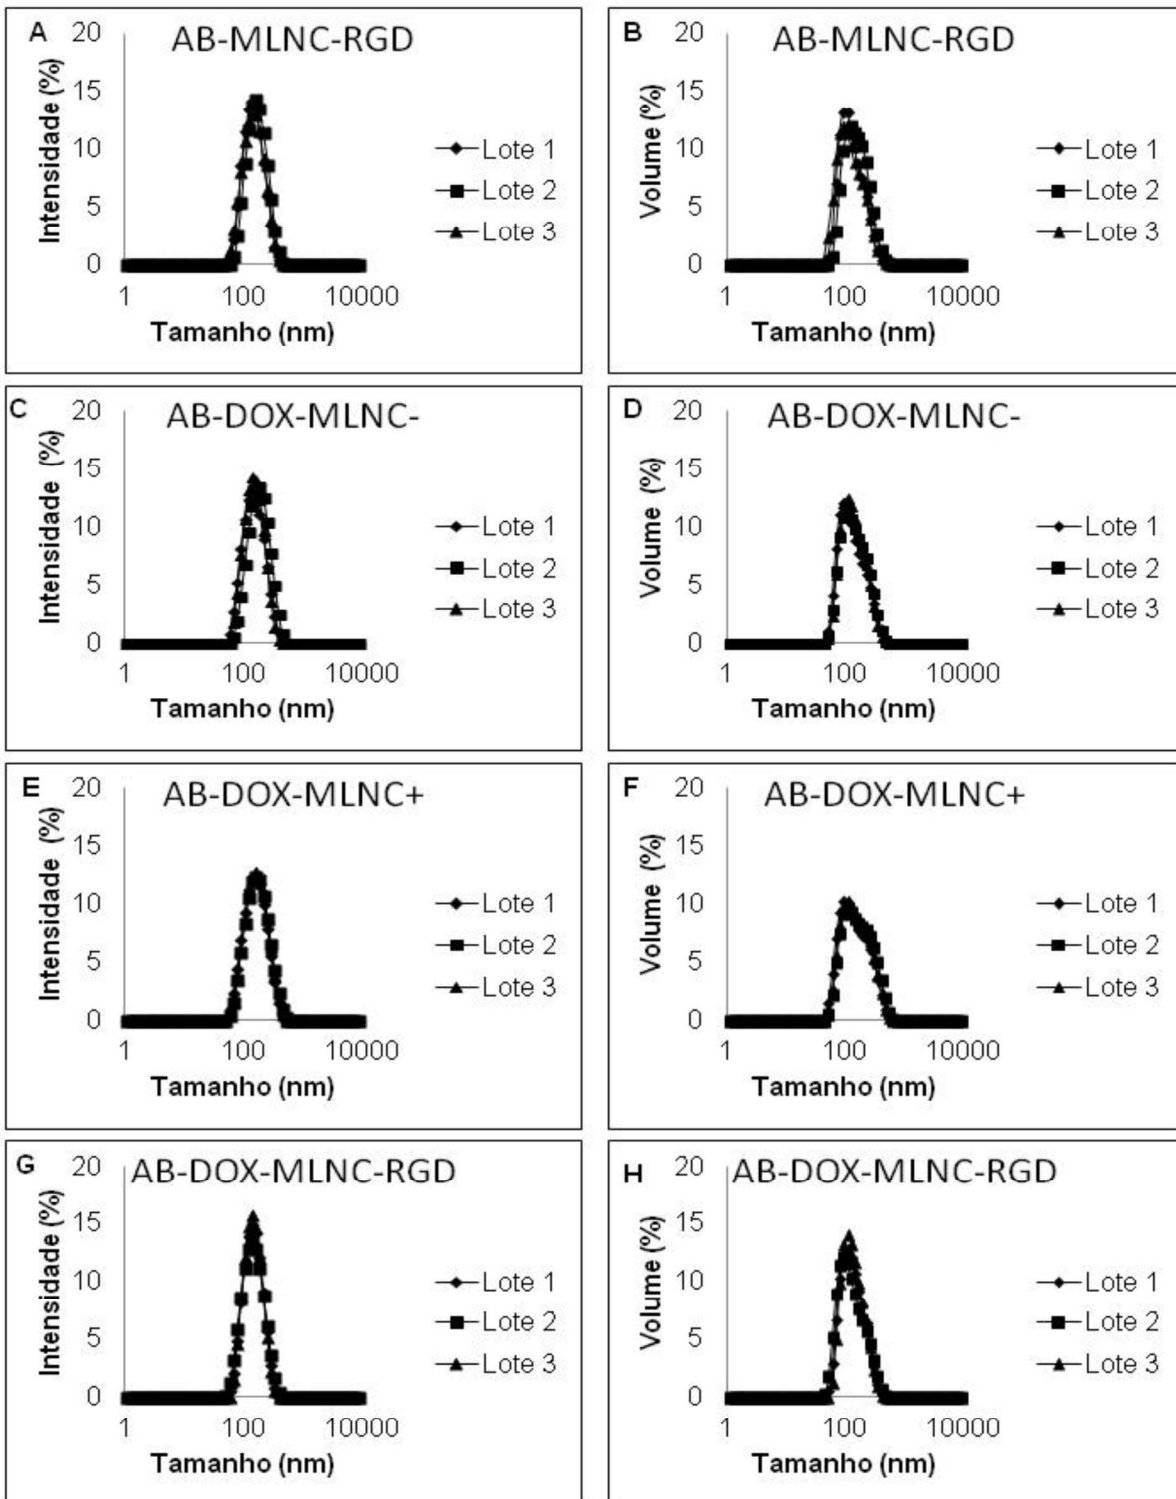 A
AB-MLNC-RGD
Intensidade (%)
20
15
10
5
0
1 100 10000
Tamanho (nm)
Lote 1
Lote 2
Lote 3
B
AB-MLNC-RGD
Volume (%)
20
15
10
5
0
1 100 10000
Tamanho (nm)
Lote 1
Lote 2
Lote 3
C
AB-DOX-MLNC-
Intensidade (%)
20
15
10
5
0
1 100 10000
Tamanho (nm)
Lote 1
Lote 2
Lote 3
D
AB-DOX-MLNC-
Volume (%)
20
15
10
5
0
1 100 10000
Tamanho (nm)
Lote 1
Lote 2
Lote 3
E
AB-DOX-MLNC+
Intensidade (%)
20
15
10
5
0
1 100 10000
Tamanho (nm)
Lote 1
Lote 2
Lote 3
F
AB-DOX-MLNC+
Volume (%)
20
15
10
5
0
1 100 10000
Tamanho (nm)
Lote 1
Lote 2
Lote 3
G
AB-DOX-MLNC-RGD
Intensidade (%)
20
15
10
5
0
1 100 10000
Tamanho (nm)
Lote 1
Lote 2
Lote 3
H
AB-DOX-MLNC-RGD
Volume (%)
20
15
10
5
0
1 100 10000
Tamanho (nm)
Lote 1
Lote 2
Lote 3